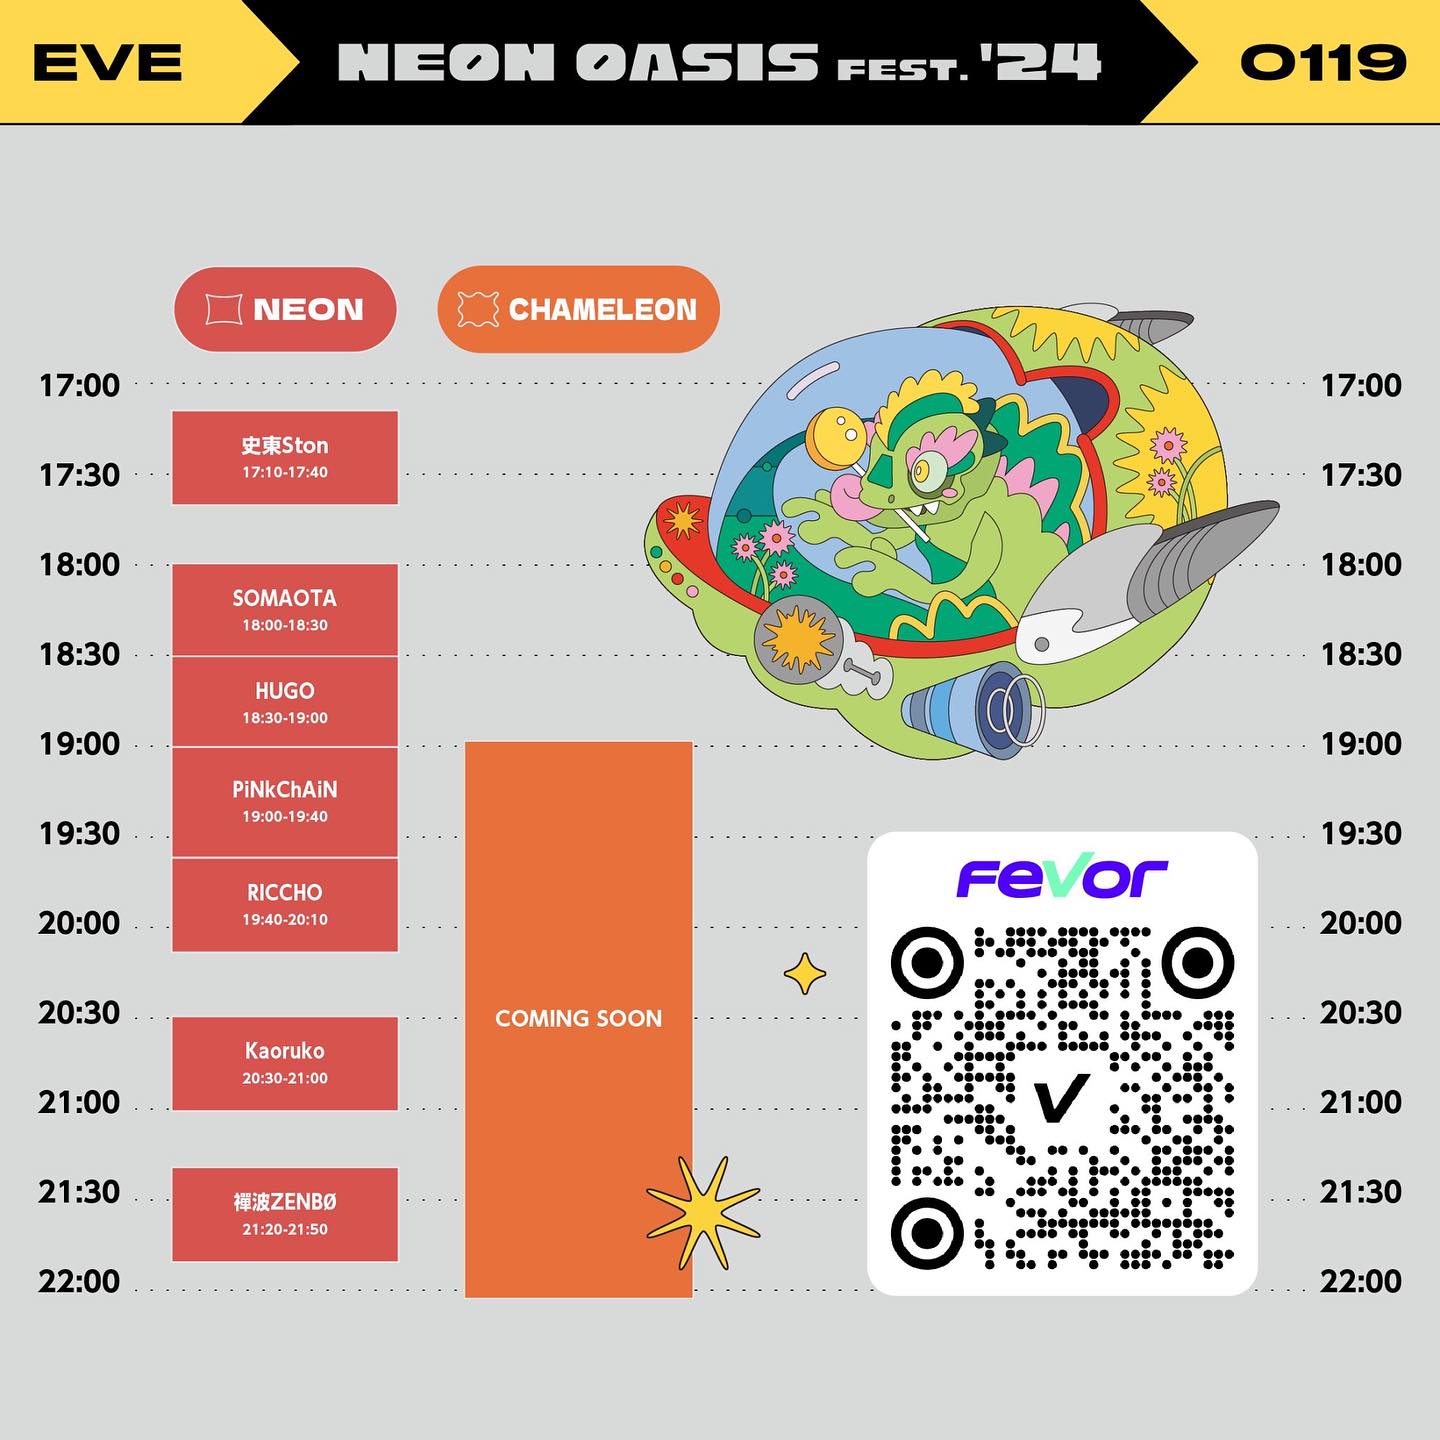 EVE
NEON OASIS FEST. '24
0119
NEON
CHAMELEON
17:00
17:00
史東Ston
17:10-17:40
17:30
17:30
18:00
18:00
SOMAOTA
18:00-18:30
18:30
18:30
HUGO
18:30-19:00
19:00
19:00
PiNkChAiN
19:00-19:40
19:30
19:30
FeVor
RICCHO
19:40-20:10
20:00
20:00
20:30
20:30
COMING SOON
Kaoruko
20:30-21:00
21:00
21:00
21:30
21:30
禪波ZENBØ
21:20-21:50
22:00
22:00